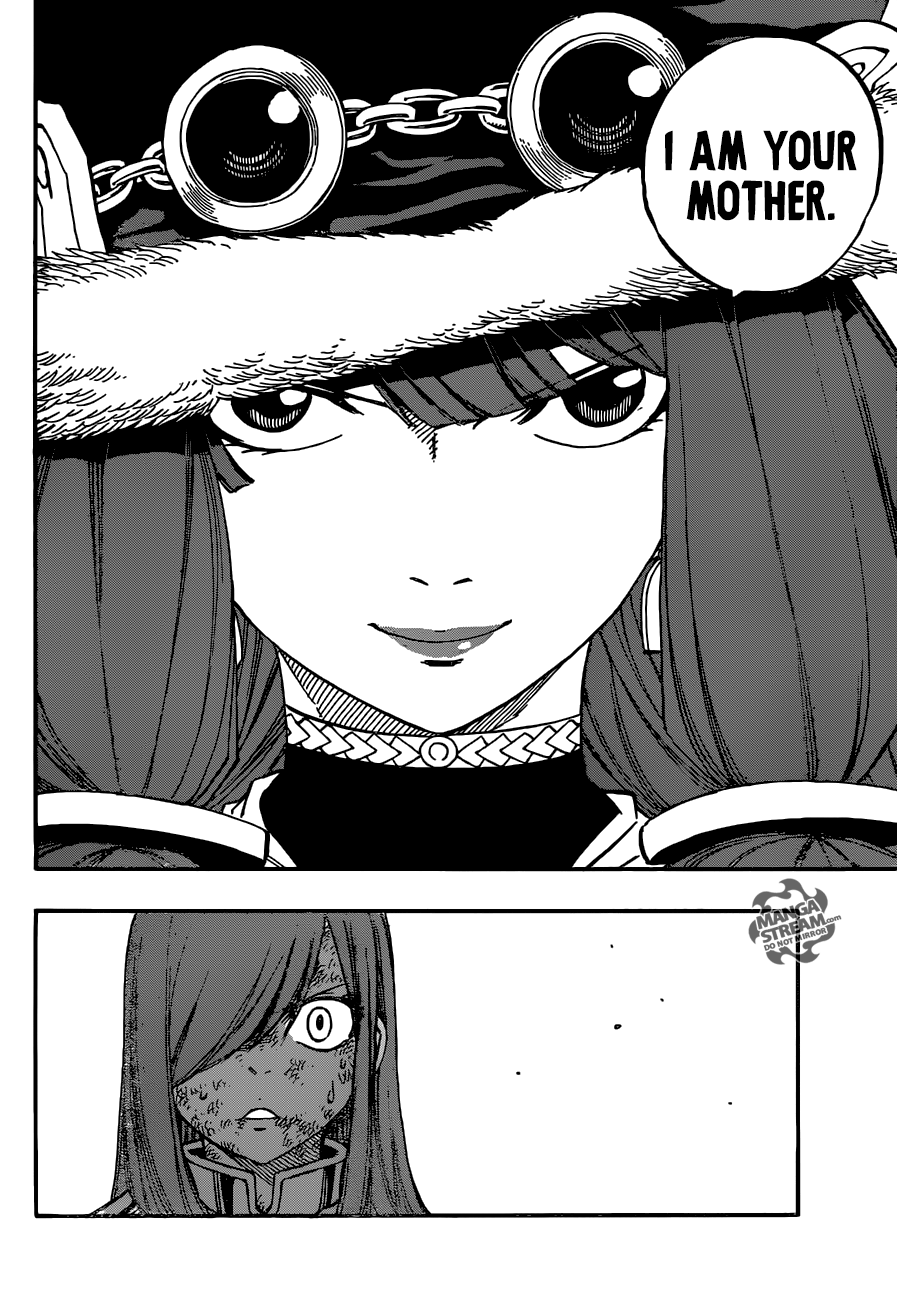 I AM YOUR
MOTHER.
MANGA
STREAM.com
DO NOT MIRROR